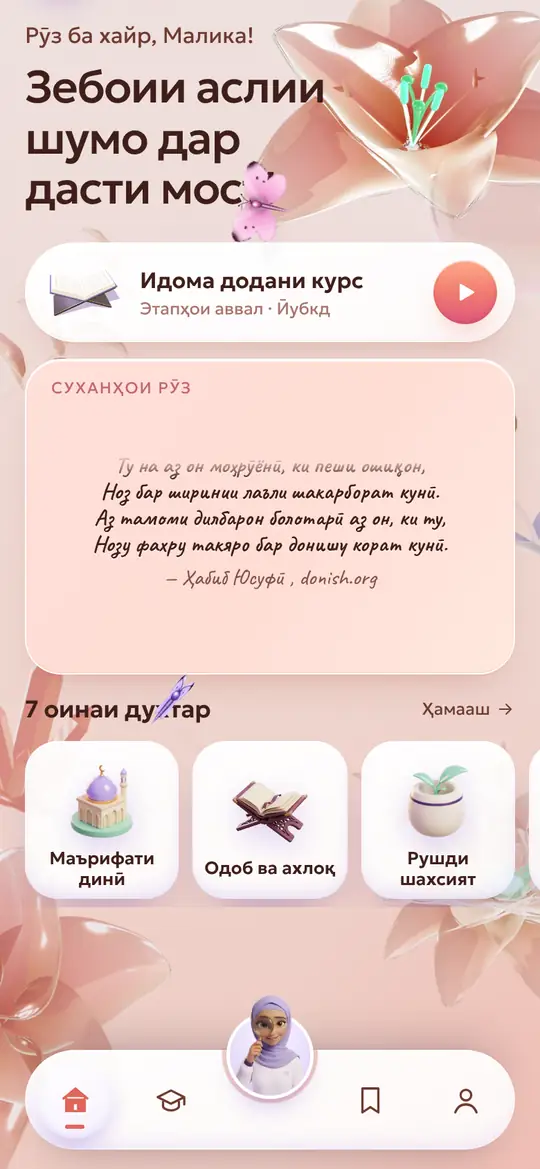 Рӯз ба хайр, Малика!
Зебоии аслии
шумо дар
дасти мос
Идома додани курс
Этапҳои аввал · Йубкд
СУХАНҲОИ РӮЗ
Ту на аз он моҳрӯёнӣ, ки пеши ошиқон,
Ноз бар ширинии лаъли шакарборат кунӣ.
Аз тамоми дилбарон болотарӣ аз он, ки ту,
Нозу фахру такяро бар донишу корат кунӣ.
— Ҳабиб Юсуфӣ , donish.org
7 оинаи духтар
Ҳамааш →
Маърифати
динӣ
Одоб ва ахлоқ
Рушди
шахсият